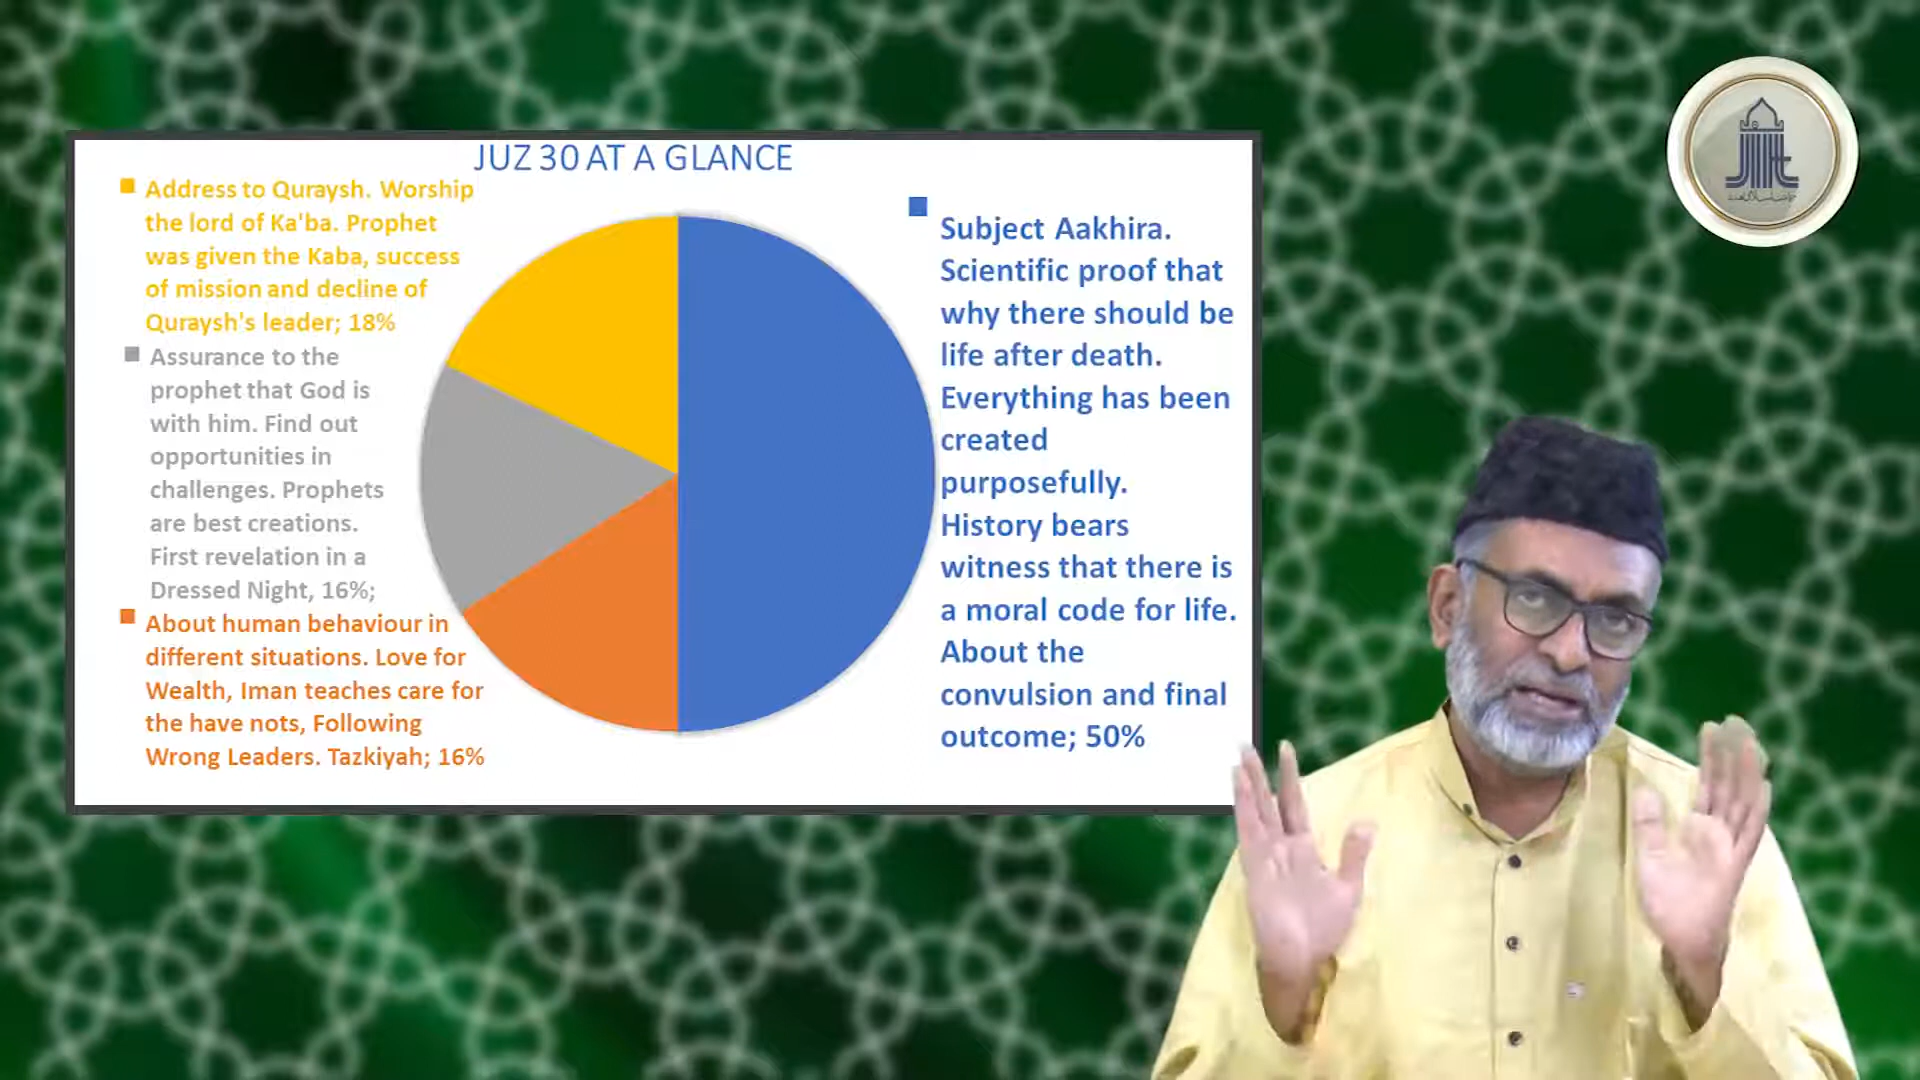 JUZ 30 AT A GLANCE
Address to Quraysh. Worship
the lord of Ka'ba. Prophet
was given the Kaba, success
of mission and decline of
Quraysh's leader; 18%
Assurance to the
prophet that God is
with him. Find out
opportunities in
challenges. Prophets
are best creations.
First revelation in a
Dressed Night, 16%;
About human behaviour in
different situations. Love for
Wealth, Iman teaches care for
the have nots, Following
Wrong Leaders. Tazkiyah; 16%
Subject Aakhira.
Scientific proof that
why there should be
life after death.
Everything has been
created
purposefully.
History bears
witness that there is
a moral code for life.
About the
convulsion and final
outcome; 50%